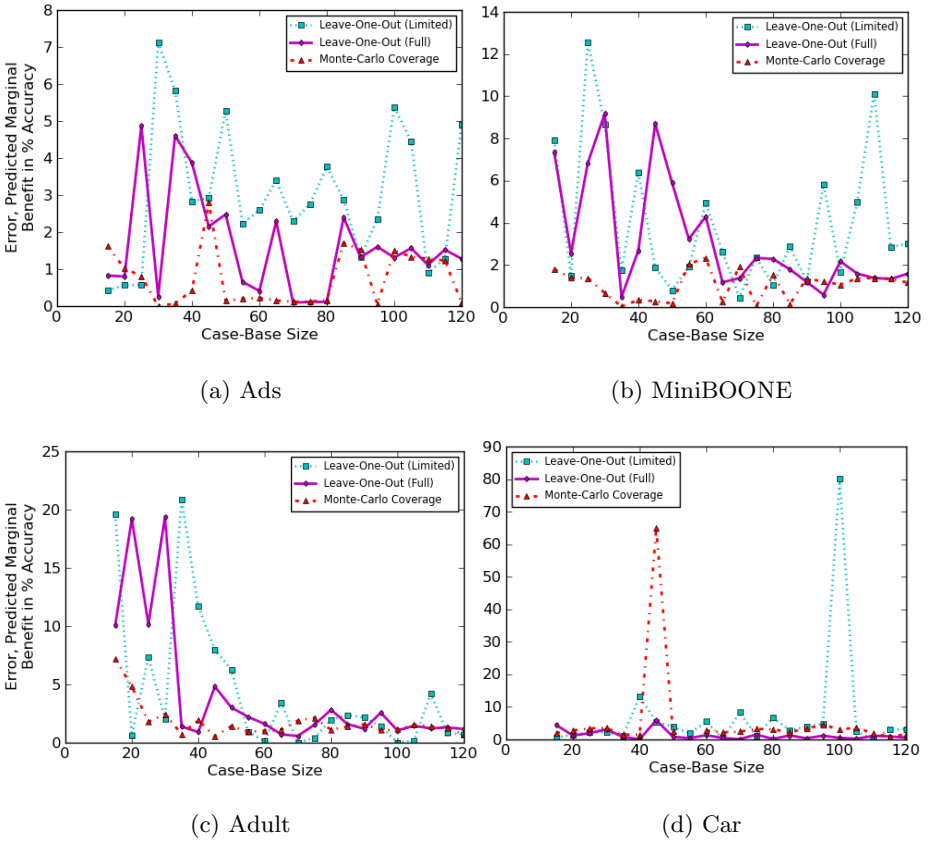 8
7
6
5
4
3
2
1
0
0
20
40
60
80
100
120
Error, Predicted Marginal
Benefit in % Accuracy
Case-Base Size
Leave-One-Out (Limited)
Leave-One-Out (Full)
Monte-Carlo Coverage
(a) Ads
14
12
10
8
6
4
2
0
0
20
40
60
80
100
120
Case-Base Size
Leave-One-Out (Limited)
Leave-One-Out (Full)
Monte-Carlo Coverage
(b) MiniBOONE
25
20
15
10
5
0
0
20
40
60
80
100
120
Error, Predicted Marginal
Benefit in % Accuracy
Case-Base Size
Leave-One-Out (Limited)
Leave-One-Out (Full)
Monte-Carlo Coverage
(c) Adult
90
80
70
60
50
40
30
20
10
0
0
20
40
60
80
100
120
Case-Base Size
Leave-One-Out (Limited)
Leave-One-Out (Full)
Monte-Carlo Coverage
(d) Car